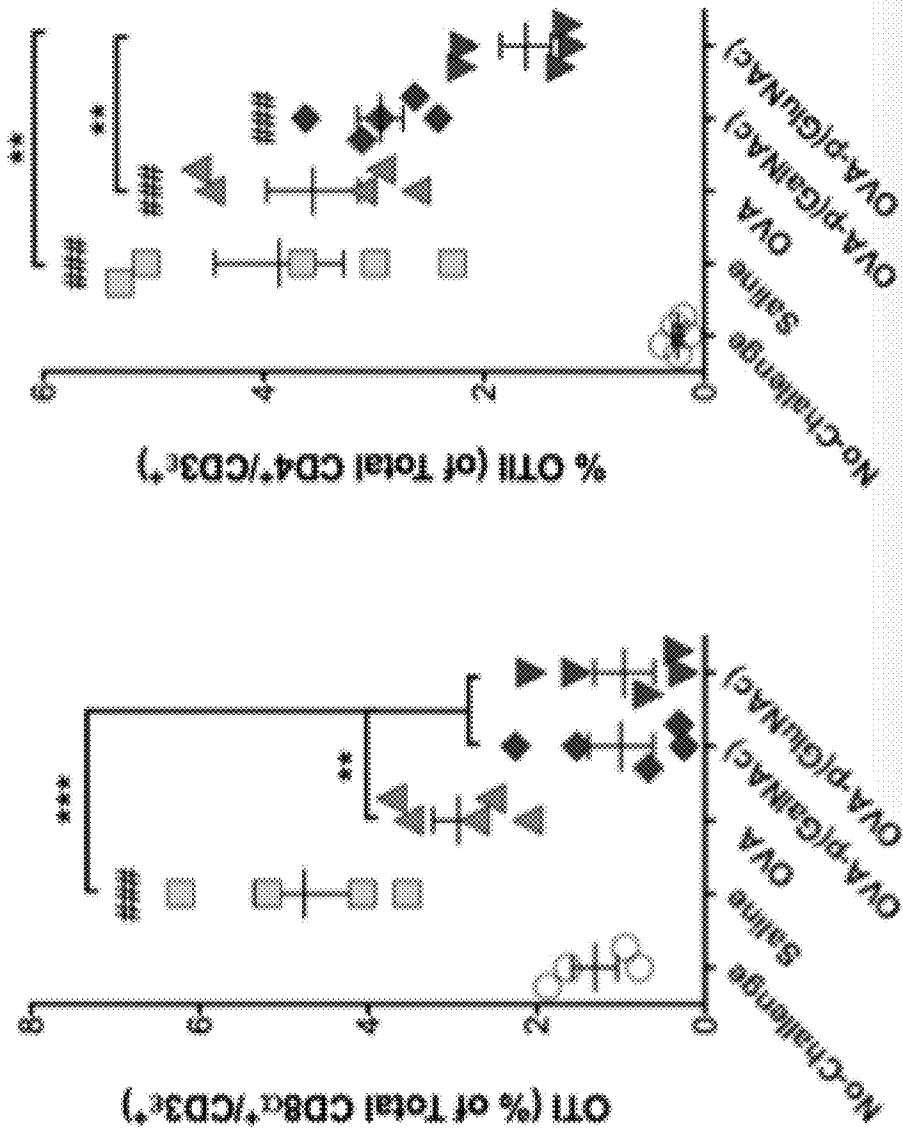 OTI (% of Total CD8α⁺/CD3ε⁺)
8
6
4
2
0
***
###
**
No-Challenge
Saline
OVA
OVA-p(GalNAc)
OVA-p(GluNAc)
% OTII (of Total CD4⁺/CD3ε⁺)
6
4
2
0
**
**
###
###
###
No-Challenge
Saline
OVA
OVA-p(GalNAc)
OVA-p(GluNAc)